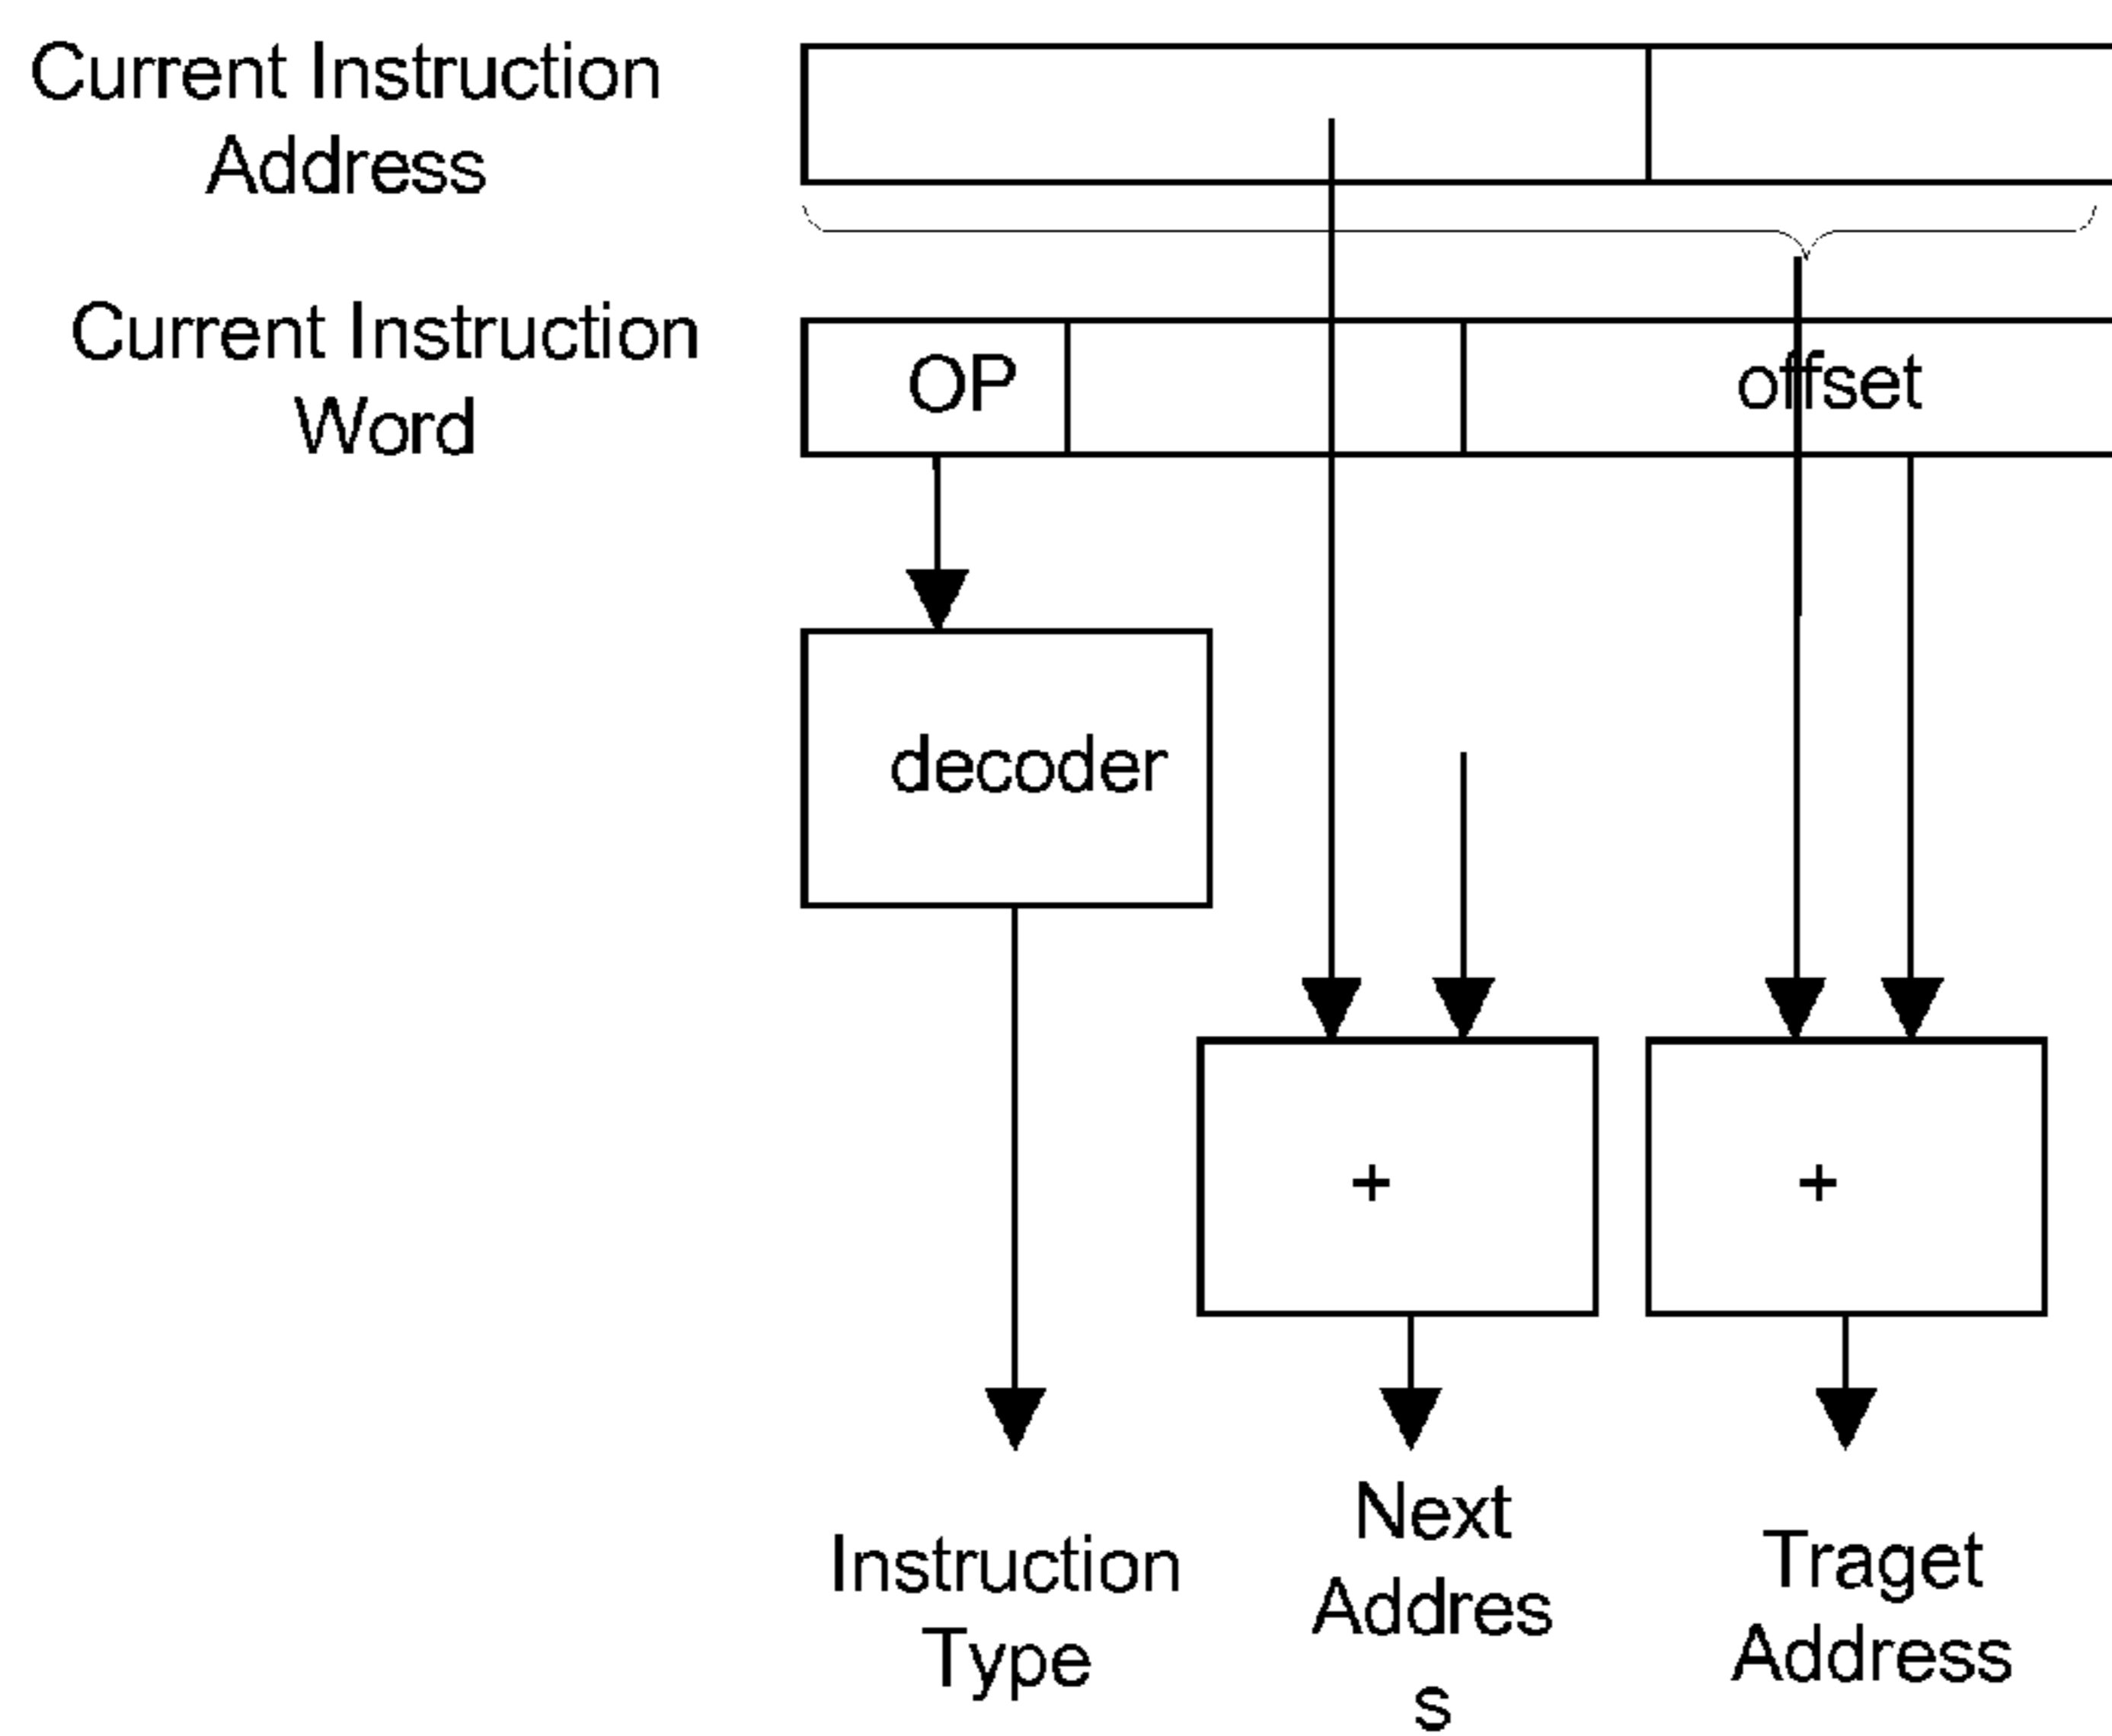 Current Instruction
Address
Current Instruction
Word
OP
offset
decoder
+
+
Instruction
Type
Next
Addres
s
Traget
Address